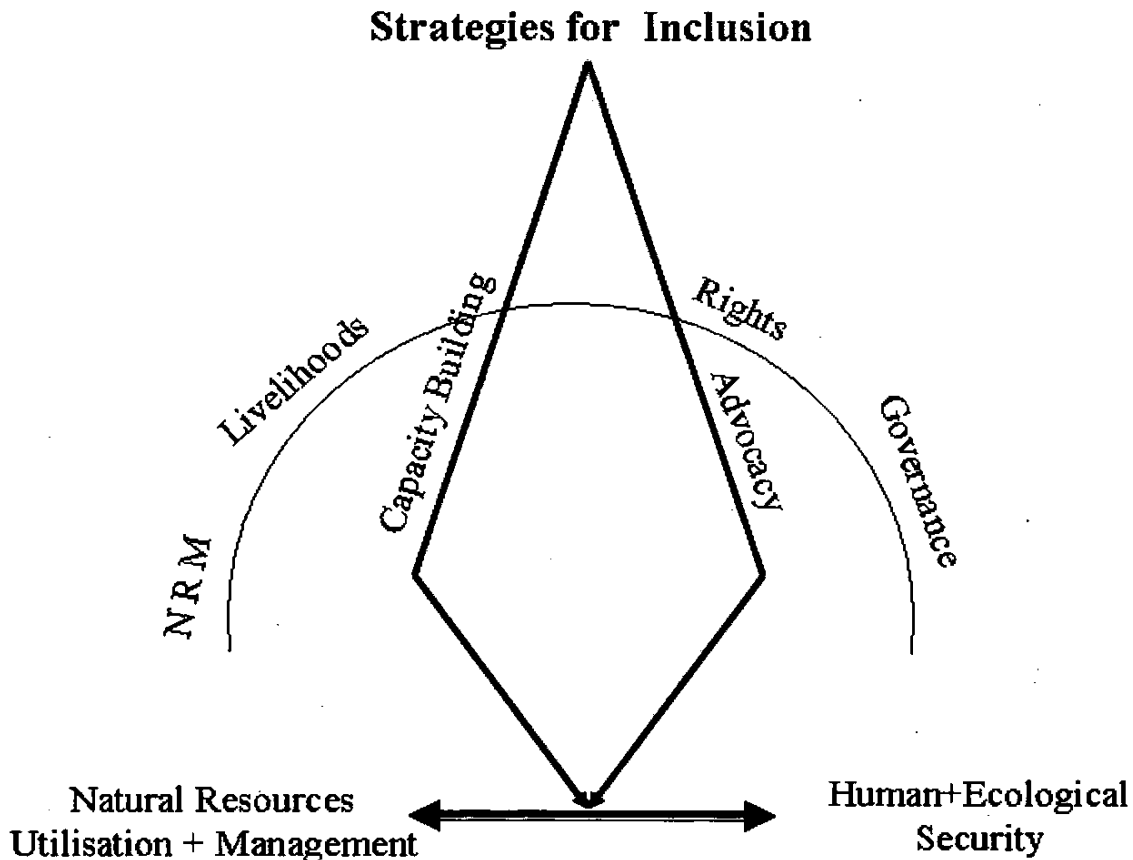 Strategies for Inclusion
Rights
Livelihoods
Capacity Building
Advocacy
Governance
N R M
Natural Resources
Utilisation + Management
Human+Ecological
Security